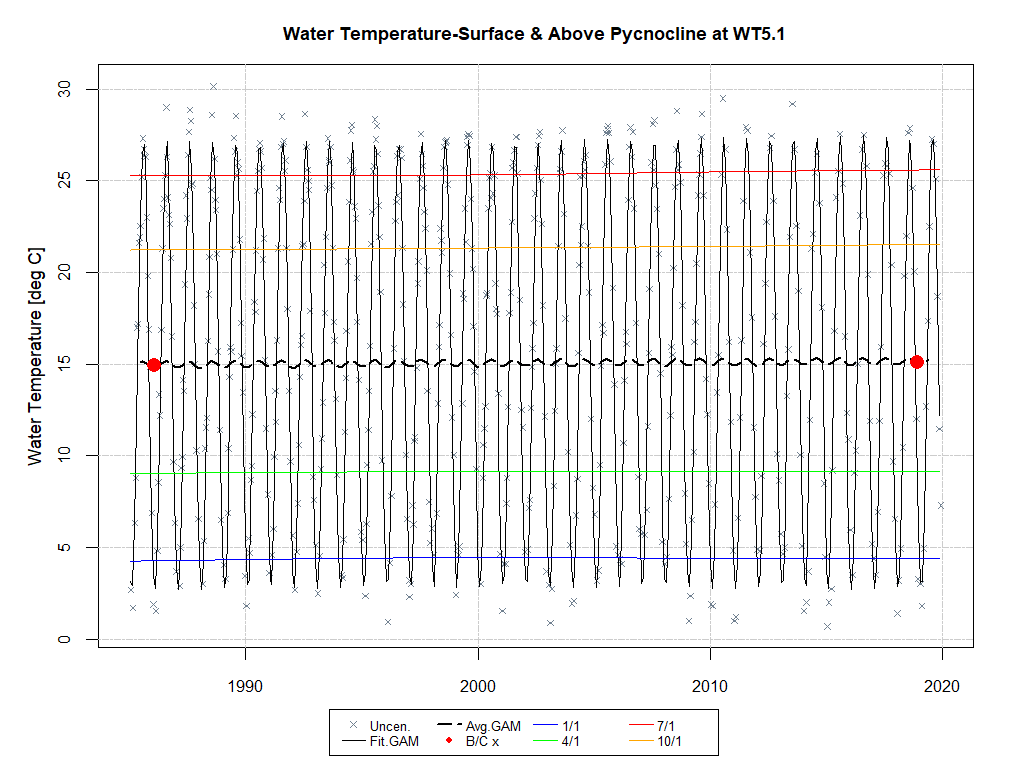 Water Temperature-Surface & Above Pycnocline at WT5.1
Water Temperature [deg C]
30
25
20
15
10
5
0
1990 2000 2010 2020
Uncen. Avg.GAM 1/1 7/1
Fit.GAM B/C x 4/1 10/1